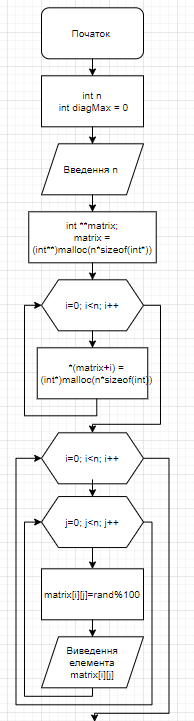 Початок
int n
int diagMax = 0
Введення n
int **matrix;
matrix =
(int**)malloc(n*sizeof(int*))
i=0; i<n; i++
*(matrix+i) =
(int*)malloc(n*sizeof(int))
i=0; i<n; i++
j=0; j<n; j++
matrix[i][j]=rand%100
Виведення
елемента
matrix[i][j]